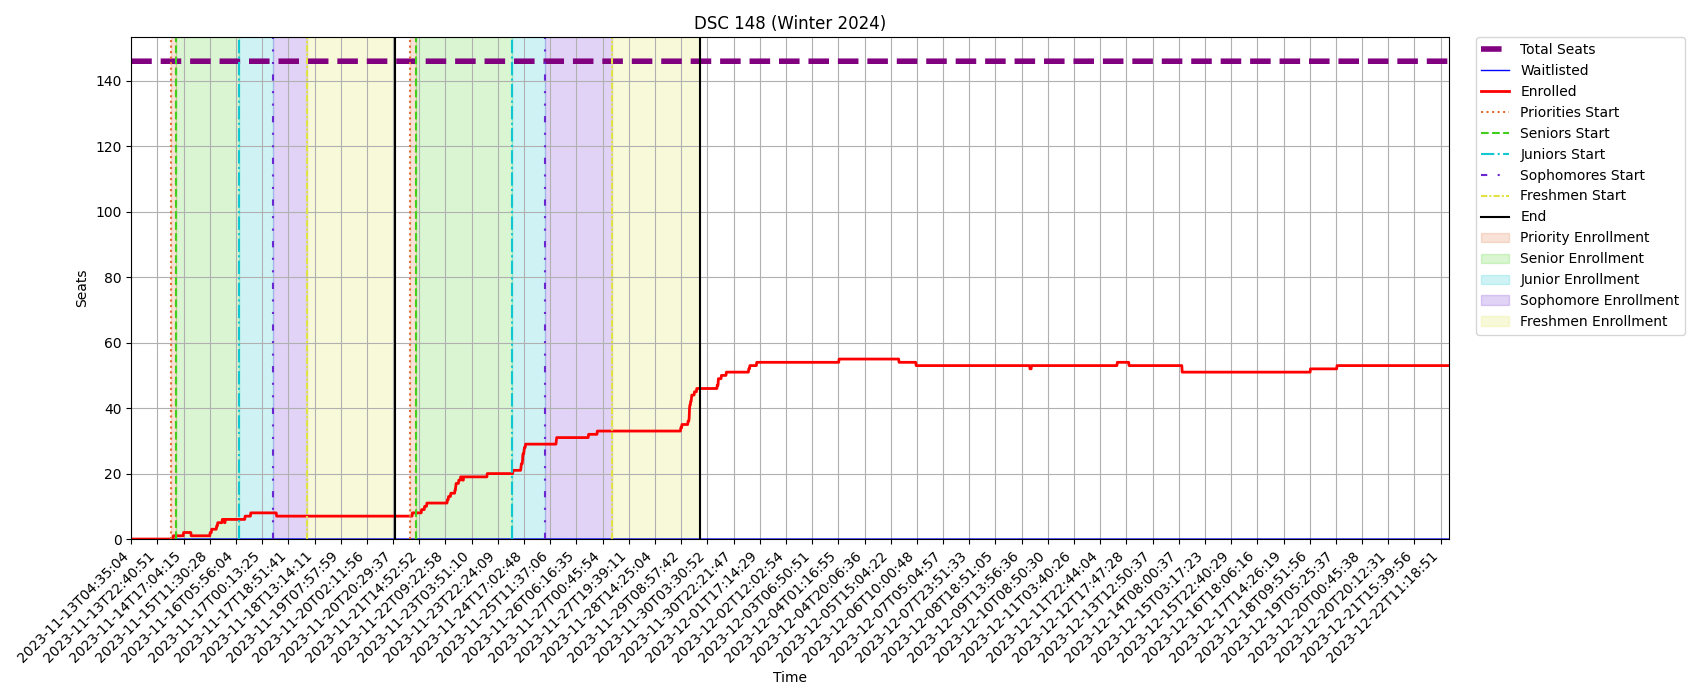 DSC 148 (Winter 2024)
Seats
140
120
100
80
60
40
20
0
2023-11-13T04:35:04
2023-11-13T22:40:51
2023-11-14T17:04:15
2023-11-15T11:30:28
2023-11-16T05:56:04
2023-11-17T00:13:25
2023-11-17T18:51:41
2023-11-18T13:14:11
2023-11-19T07:57:59
2023-11-20T02:11:56
2023-11-20T20:29:37
2023-11-21T14:52:52
2023-11-22T09:22:58
2023-11-23T03:51:10
2023-11-23T22:24:09
2023-11-24T17:02:48
2023-11-25T11:37:06
2023-11-26T06:16:35
2023-11-27T00:45:54
2023-11-27T19:39:11
2023-11-28T14:25:04
2023-11-29T08:57:42
2023-11-30T03:30:52
2023-11-30T22:21:47
2023-12-01T17:14:29
2023-12-02T12:02:54
2023-12-03T06:50:51
2023-12-04T01:16:55
2023-12-04T20:06:36
2023-12-05T15:04:22
2023-12-06T10:00:48
2023-12-07T05:04:57
2023-12-07T23:51:33
2023-12-08T18:51:05
2023-12-09T13:56:36
2023-12-10T08:50:30
2023-12-11T03:40:26
2023-12-11T22:44:04
2023-12-12T17:47:28
2023-12-13T12:50:37
2023-12-14T08:00:37
2023-12-15T03:17:23
2023-12-15T22:40:29
2023-12-16T18:06:16
2023-12-17T14:26:19
2023-12-18T09:51:56
2023-12-19T05:25:37
2023-12-20T00:45:38
2023-12-20T20:12:31
2023-12-21T15:39:56
2023-12-22T11:18:51
Time
Total Seats
Waitlisted
Enrolled
Priorities Start
Seniors Start
Juniors Start
Sophomores Start
Freshmen Start
End
Priority Enrollment
Senior Enrollment
Junior Enrollment
Sophomore Enrollment
Freshmen Enrollment